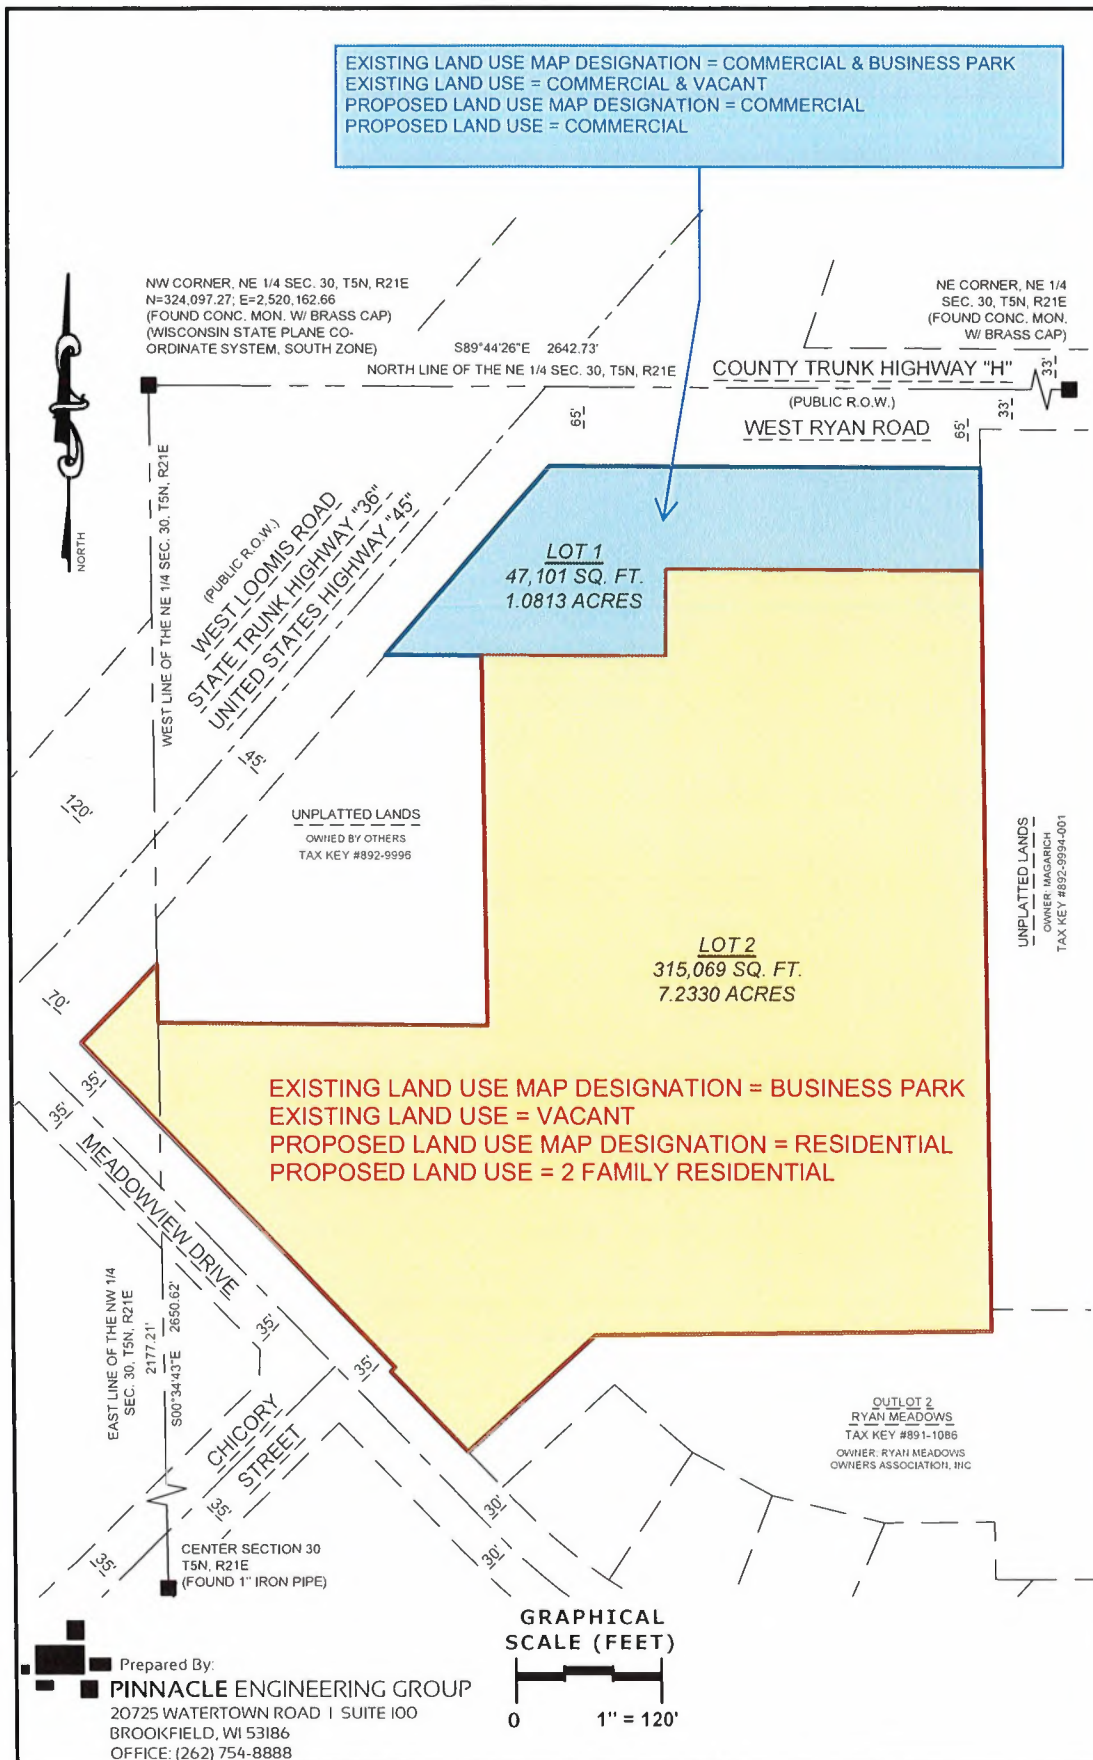 EXISTING LAND USE MAP DESIGNATION = COMMERCIAL & BUSINESS PARK
EXISTING LAND USE = COMMERCIAL & VACANT
PROPOSED LAND USE MAP DESIGNATION = COMMERCIAL
PROPOSED LAND USE = COMMERCIAL
NW CORNER, NE 1/4 SEC. 30, T5N, R21E
N=324,097.27; E=2,520,162.66
(FOUND CONC. MON. W/ BRASS CAP)
(WISCONSIN STATE PLANE CO-
ORDINATE SYSTEM, SOUTH ZONE)
NE CORNER, NE 1/4
SEC. 30, T5N, R21E
(FOUND CONC. MON.
W/ BRASS CAP)
S89°44'26"E 2642.73'
NORTH LINE OF THE NE 1/4 SEC. 30, T5N, R21E
COUNTY TRUNK HIGHWAY "H"
(PUBLIC R.O.W.)
WEST RYAN ROAD
33'
33'
65'
65'
NORTH
WEST LINE OF THE NE 1/4 SEC. 30, T5N, R21E
(PUBLIC R.O.W.)
WEST LOOMIS ROAD
STATE TRUNK HIGHWAY "36"
UNITED STATES HIGHWAY "45"
LOT 1
47,101 SQ. FT.
1.0813 ACRES
45'
120'
UNPLATTED LANDS
OWNED BY OTHERS
TAX KEY #892-9996
UNPLATTED LANDS
OWNER: MAGARICH
TAX KEY #892-9994-001
LOT 2
315,069 SQ. FT.
7.2330 ACRES
70'
35'
35'
EXISTING LAND USE MAP DESIGNATION = BUSINESS PARK
EXISTING LAND USE = VACANT
PROPOSED LAND USE MAP DESIGNATION = RESIDENTIAL
PROPOSED LAND USE = 2 FAMILY RESIDENTIAL
MEADOWVIEW DRIVE
EAST LINE OF THE NW 1/4
SEC. 30, T5N, R21E
2177.21'
S00°34'43"E 2650.62'
35'
35'
CHICORY
STREET
35'
35'
30'
30'
OUTLOT 2
RYAN MEADOWS
TAX KEY #891-1086
OWNER: RYAN MEADOWS
OWNERS ASSOCIATION, INC
CENTER SECTION 30
T5N, R21E
(FOUND 1" IRON PIPE)
GRAPHICAL
SCALE (FEET)
0 1" = 120'
Prepared By:
PINNACLE ENGINEERING GROUP
20725 WATERTOWN ROAD | SUITE 100
BROOKFIELD, WI 53186
OFFICE: (262) 754-8888